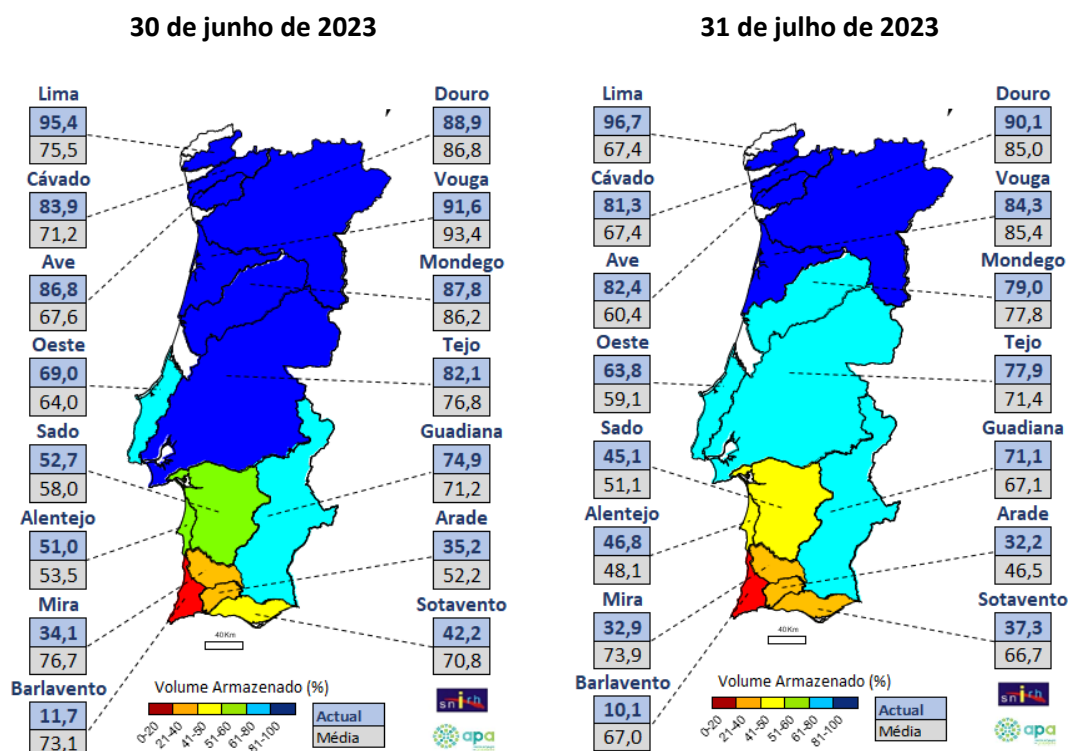 30 de junho de 2023
Lima
95,4
75,5
Cávado
83,9
71,2
Ave
86,8
67,6
Oeste
69,0
64,0
Sado
52,7
58,0
Alentejo
51,0
53,5
Mira
34,1
76,7
Barlavento
11,7
73,1
Douro
88,9
86,8
Vouga
91,6
93,4
Mondego
87,8
86,2
Tejo
82,1
76,8
Guadiana
74,9
71,2
Arade
35,2
52,2
Sotavento
42,2
70,8
40 Km
Volume Armazenado (%)
0-20
21-40
41-50
51-60
61-80
81-100
Actual
Média
snirh
apa
31 de julho de 2023
Lima
96,7
67,4
Cávado
81,3
67,4
Ave
82,4
60,4
Oeste
63,8
59,1
Sado
45,1
51,1
Alentejo
46,8
48,1
Mira
32,9
73,9
Barlavento
10,1
67,0
Douro
90,1
85,0
Vouga
84,3
85,4
Mondego
79,0
77,8
Tejo
77,9
71,4
Guadiana
71,1
67,1
Arade
32,2
46,5
Sotavento
37,3
66,7
40 Km
Volume Armazenado (%)
0-20
21-40
41-50
51-60
61-80
81-100
Actual
Média
snirh
apa